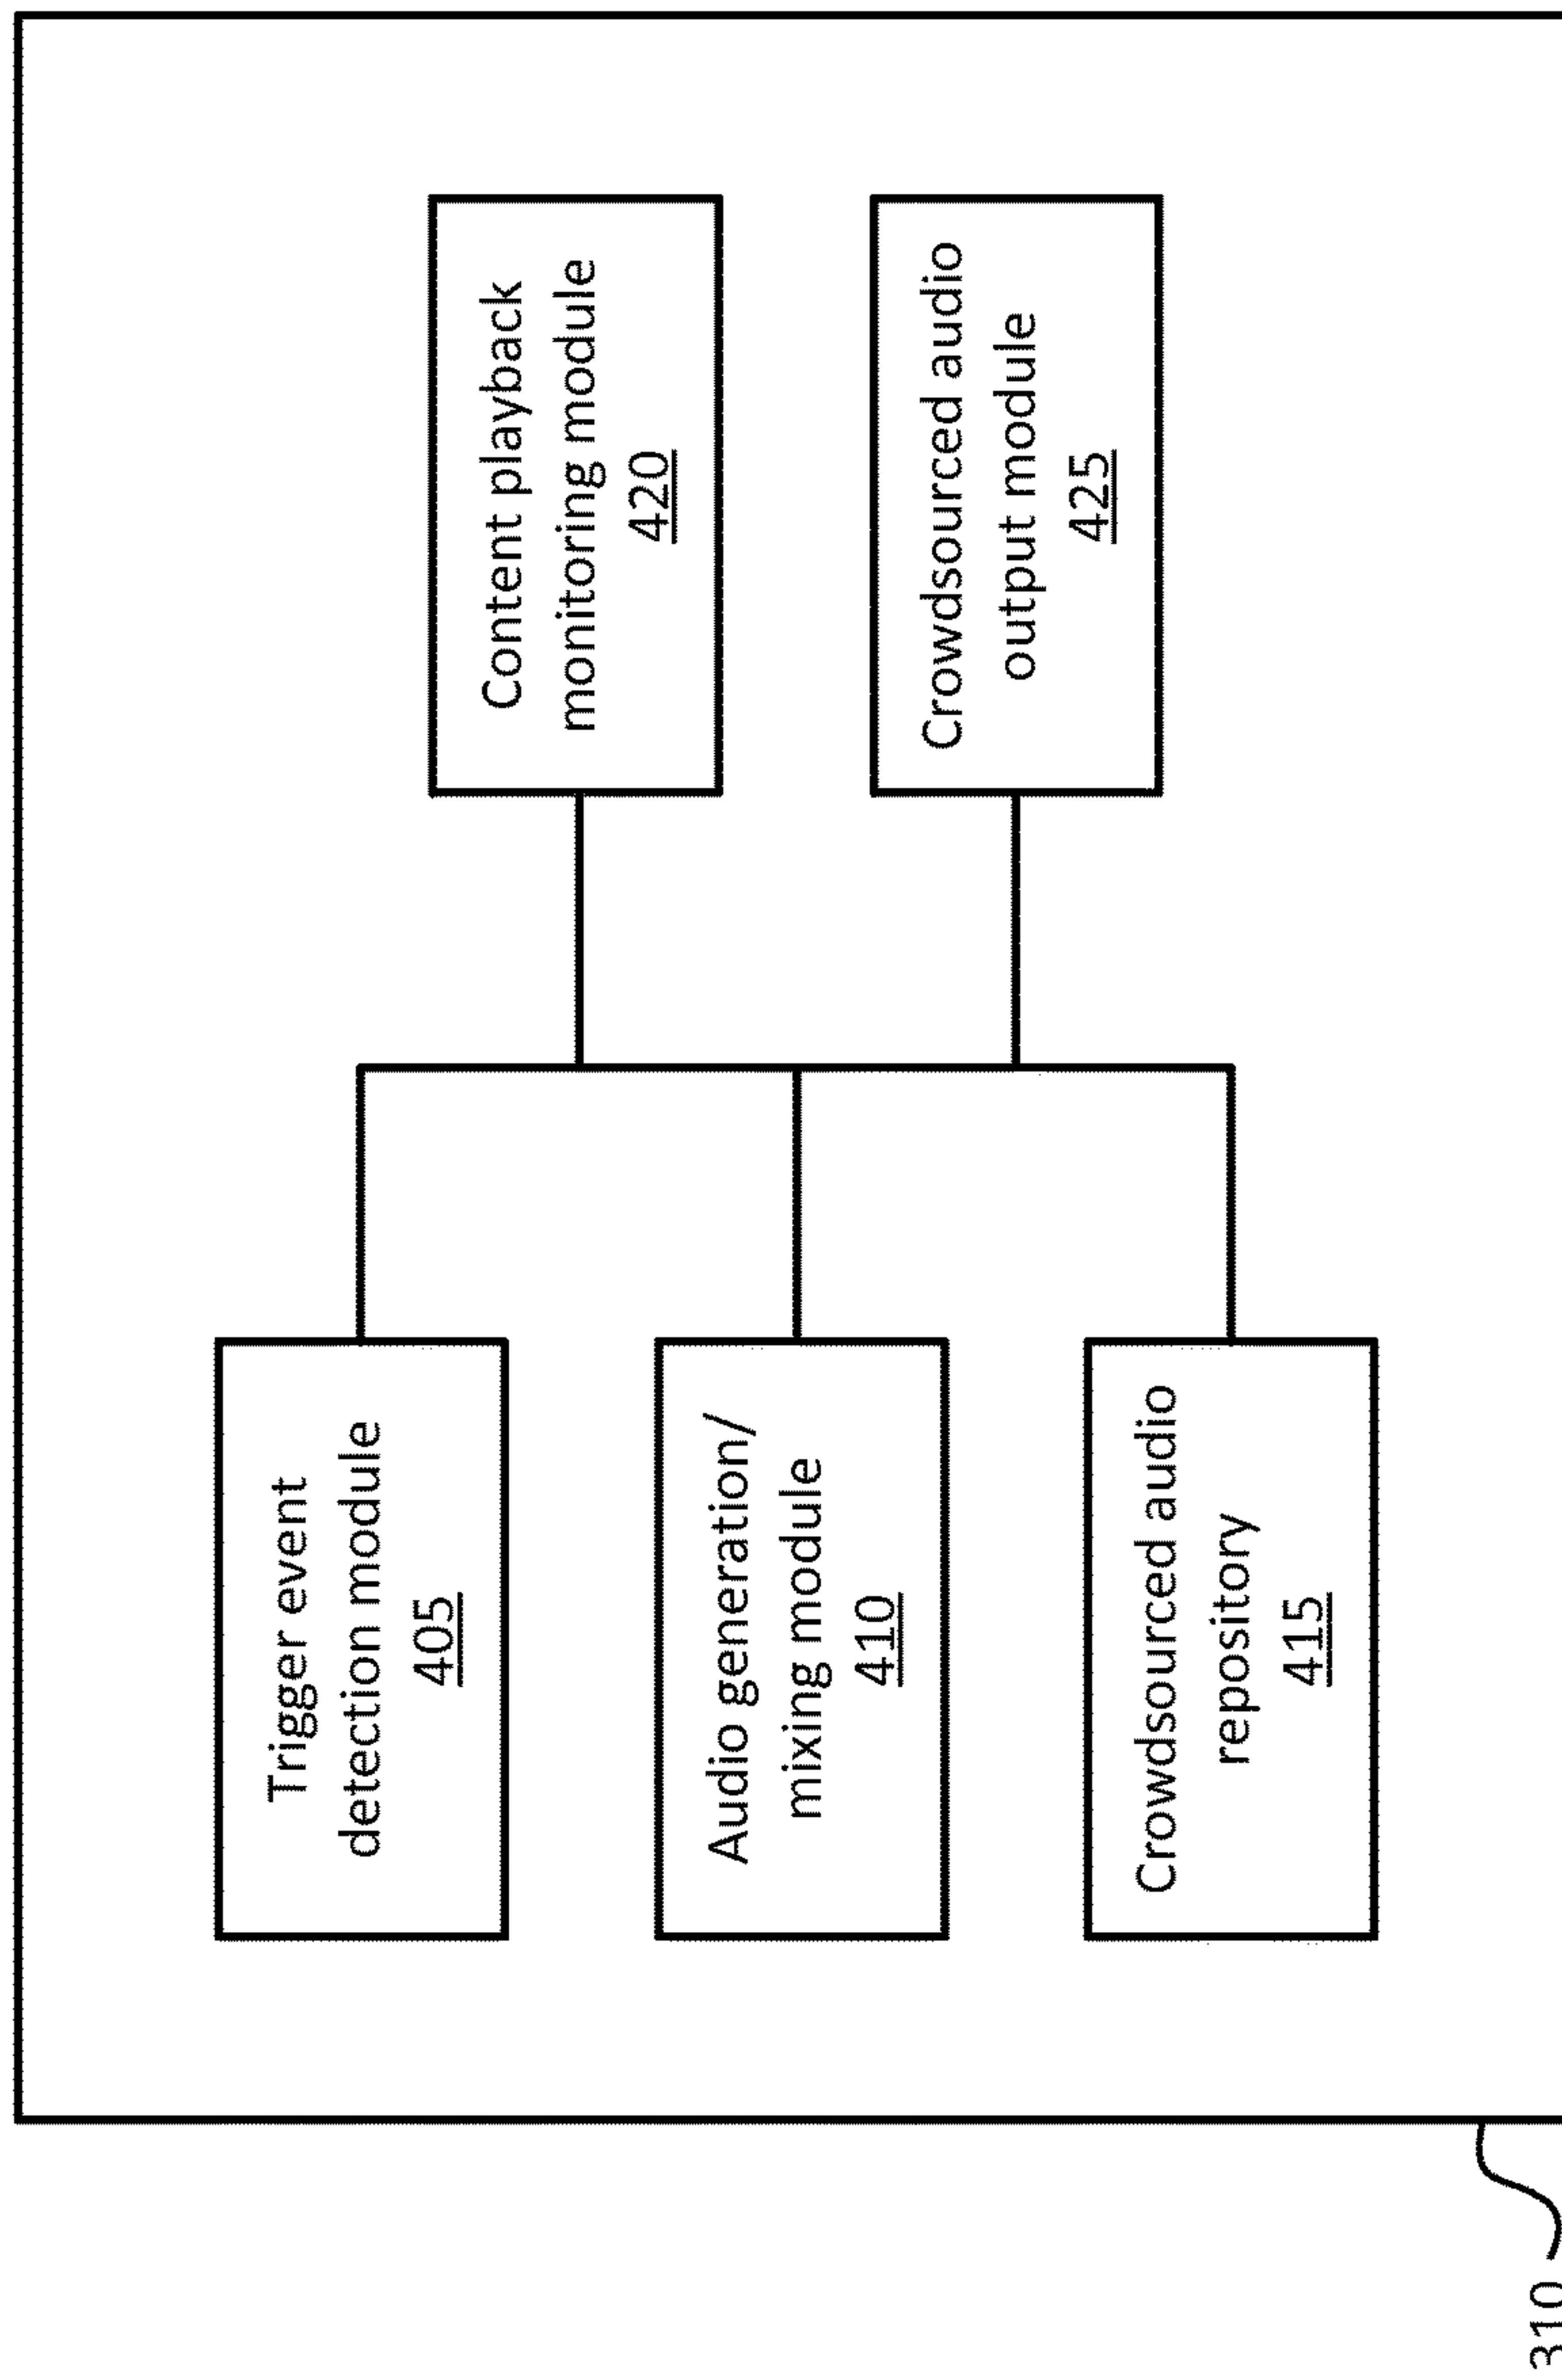 Trigger event
detection module
405
Audio generation/
mixing module
410
Crowdsourced audio
repository
415
Content playback
monitoring module
420
Crowdsourced audio
output module
425
310